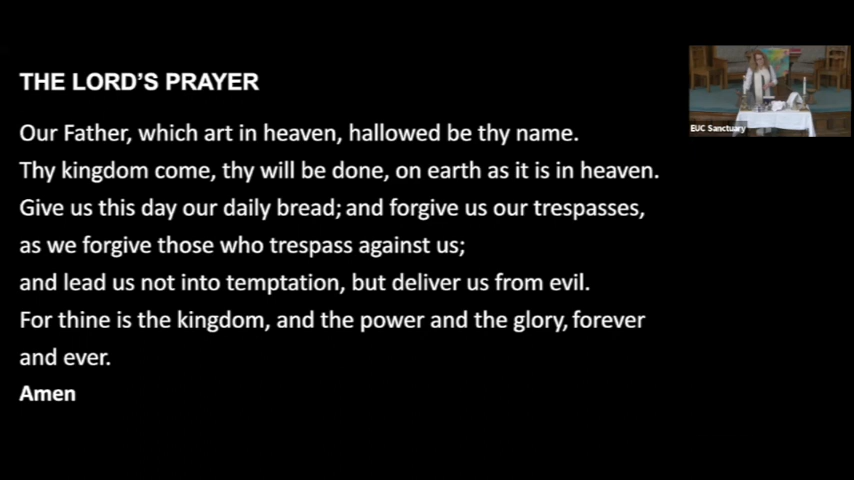 THE LORD'S PRAYER
Our Father, which art in heaven, hallowed be thy name.
Thy kingdom come, thy will be done, on earth as it is in heaven.
Give us this day our daily bread; and forgive us our trespasses,
as we forgive those who trespass against us;
and lead us not into temptation, but deliver us from evil.
For thine is the kingdom, and the power and the glory, forever
and ever.
Amen
EUC Sanctuary